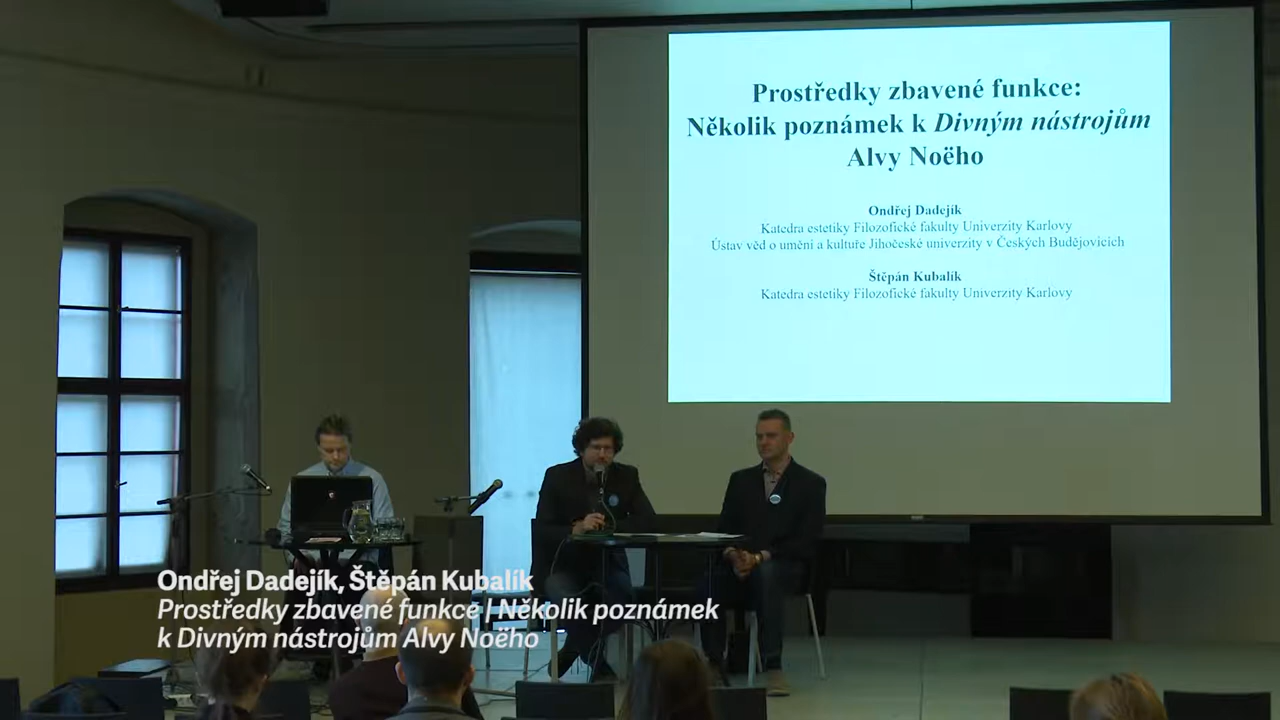 Prostředky zbavené funkce:
Několik poznámek k Divným nástrojům
Alvy Noëho
Ondřej Dadejík
Katedra estetiky Filozofické fakulty Univerzity Karlovy
Ústav věd o umění a kultuře Jihočeské univerzity v Českých Budějovicích
Štěpán Kubalík
Katedra estetiky Filozofické fakulty Univerzity Karlovy
Ondřej Dadejík, Štěpán Kubalík
Prostředky zbavené funkce | Několik poznámek
k Divným nástrojům Alvy Noëho